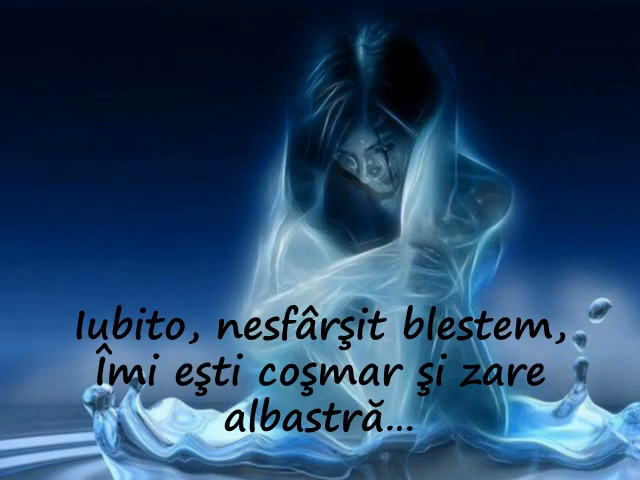 Iubito, nesfârşit blestem,
Îmi eşti coşmar şi zare
albastră...